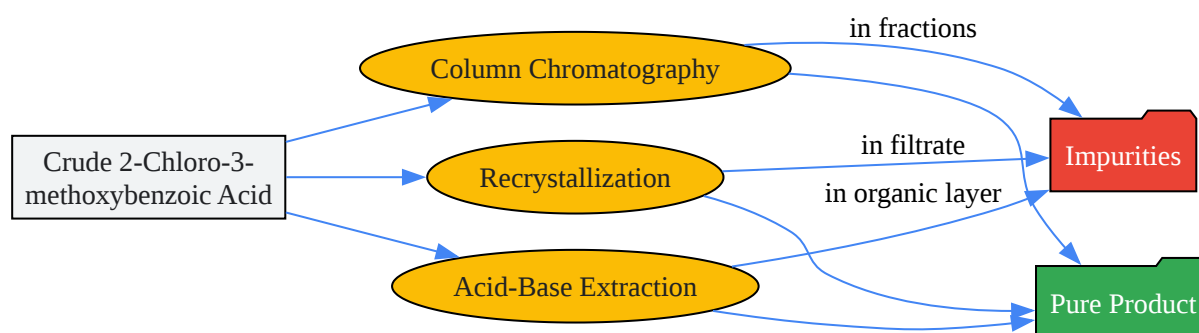 in fractions
Column Chromatography
Crude 2-Chloro-3-
methoxybenzoic Acid
in filtrate
Impurities
Recrystallization
in organic layer
Acid-Base Extraction
Pure Product